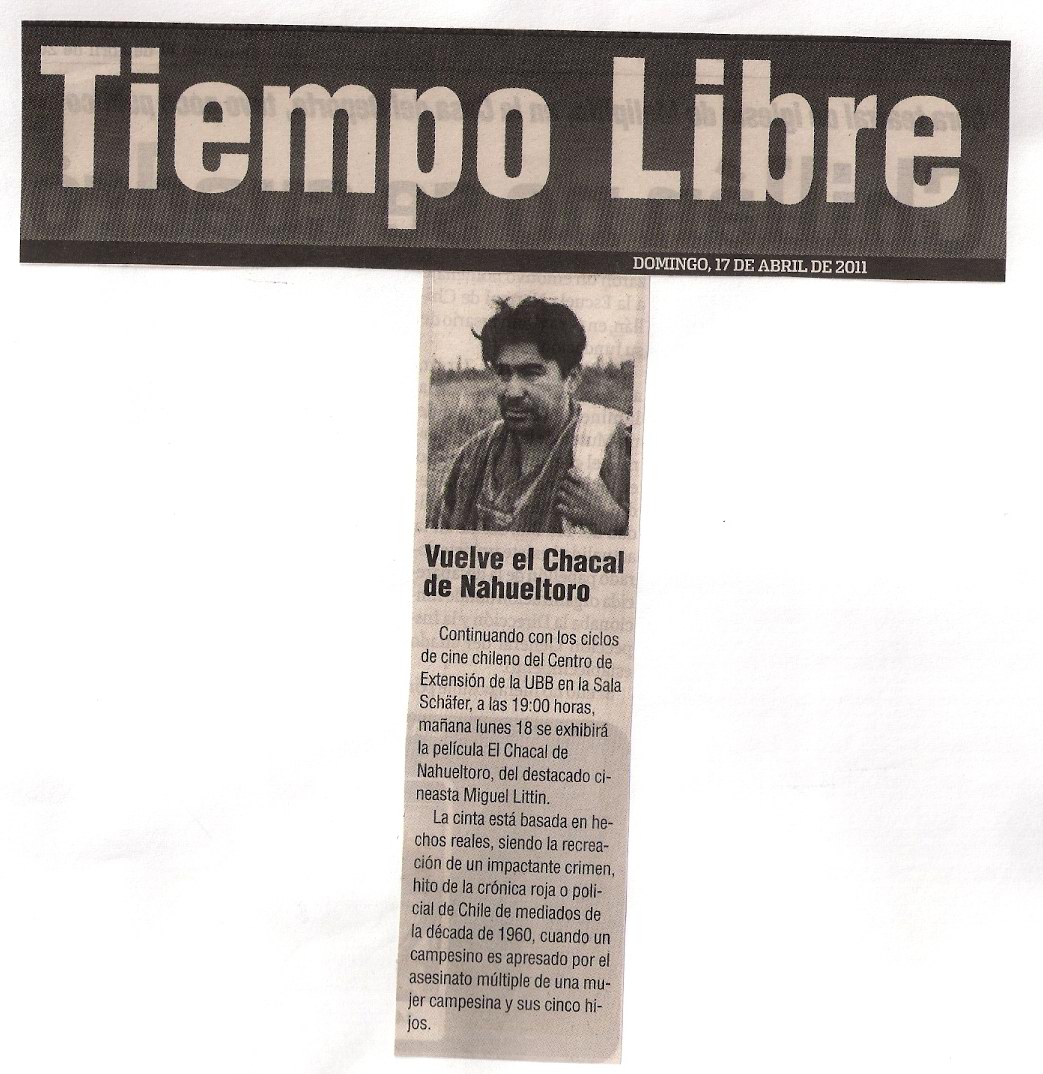 Tiempo Libre
DOMINGO, 17 DE ABRIL DE 2011
Vuelve el Chacal
de Nahueltoro
Continuando con los ciclos
de cine chileno del Centro de
Extensión de la UBB en la Sala
Schäfer, a las 19:00 horas,
mañana lunes 18 se exhibirá
la película El Chacal de
Nahueltoro, del destacado ci-
neasta Miguel Littin.
La cinta está basada en he-
chos reales, siendo la recrea-
ción de un impactante crimen,
hito de la crónica roja o poli-
cial de Chile de mediados de
la década de 1960, cuando un
campesino es apresado por el
asesinato múltiple de una mu-
jer campesina y sus cinco hi-
jos.